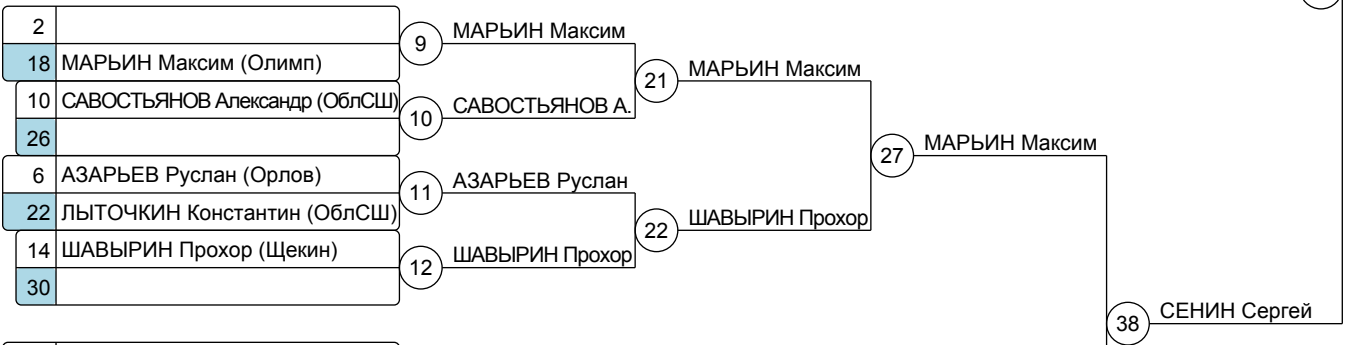 2
9
МАРЬИН Максим
18 МАРЬИН Максим (Олимп)
21
МАРЬИН Максим
10 САВОСТЬЯНОВ Александр (ОблСШ)
10
САВОСТЬЯНОВ А.
26
27
МАРЬИН Максим
6 АЗАРЬЕВ Руслан (Орлов)
11
АЗАРЬЕВ Руслан
22 ЛЫТОЧКИН Константин (ОблСШ)
22
ШАВЫРИН Прохор
14 ШАВЫРИН Прохор (Щекин)
12
ШАВЫРИН Прохор
30
38
СЕНИН Сергей